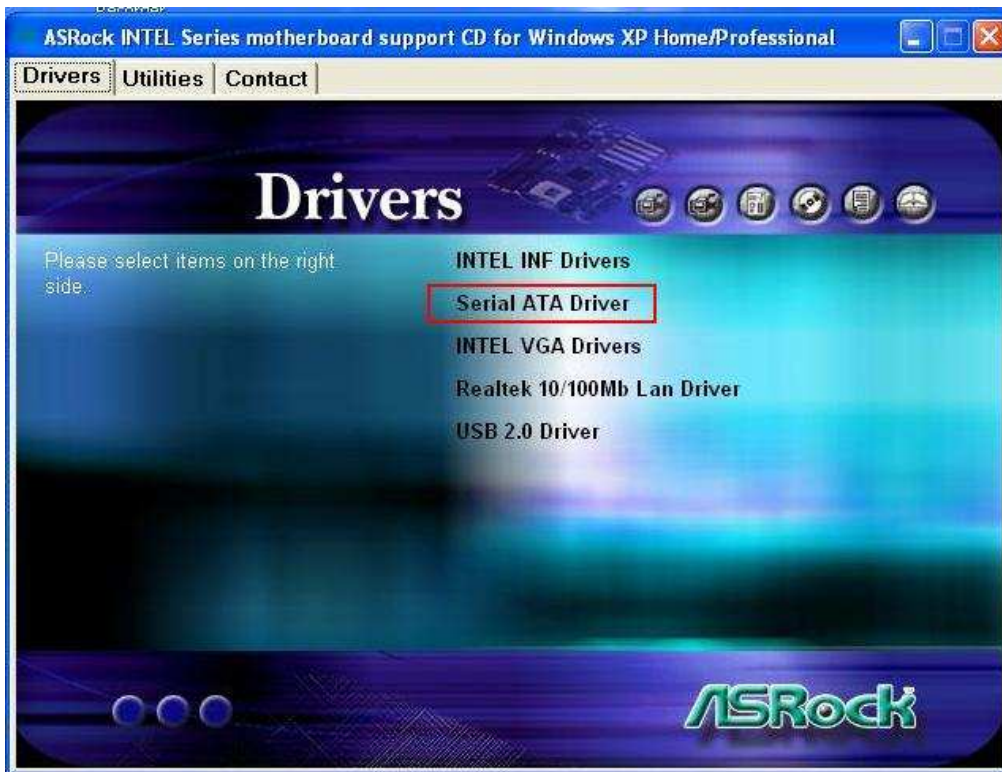 ASRock INTEL Series motherboard support CD for Windows XP Home/Professional
Drivers Utilities Contact
Drivers
Please select items on the right
side.
INTEL INF Drivers
Serial ATA Driver
INTEL VGA Drivers
Realtek 10/100Mb Lan Driver
USB 2.0 Driver
ASRock